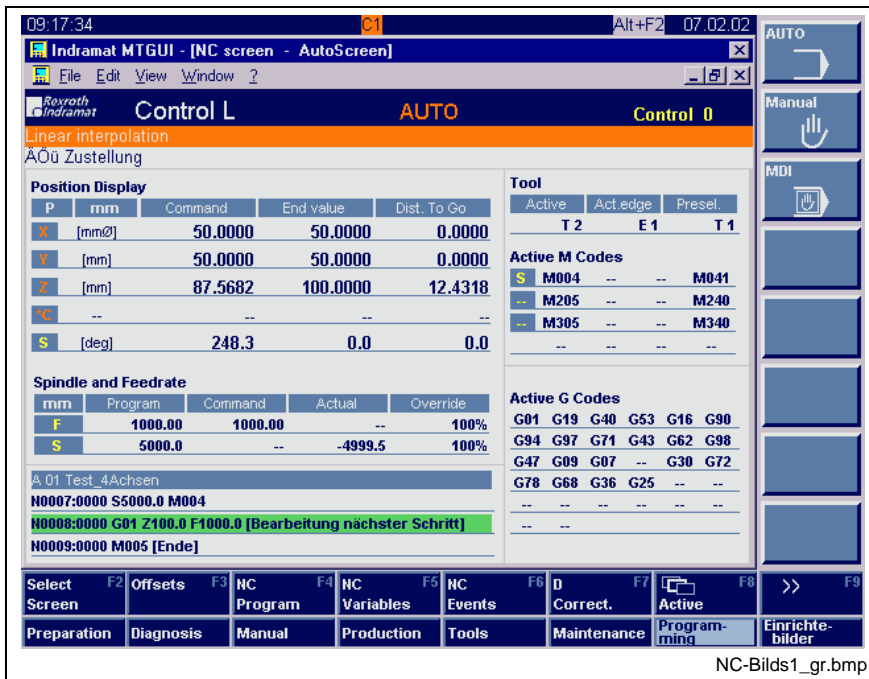 09:17:34 C1 Alt+F2 07.02.02
Indramat MTGUI - [NC screen - AutoScreen]
File Edit View Window ?
Rexroth Indramat Control L AUTO Control 0
Linear interpolation
ÄÖü Zustellung
Position Display
P mm Command End value Dist. To Go
X [mmØ] 50.0000 50.0000 0.0000
Y [mm] 50.0000 50.0000 0.0000
Z [mm] 87.5682 100.0000 12.4318
*C -- -- -- --
S [deg] 248.3 0.0 0.0
Spindle and Feedrate
mm Program Command Actual Override
F 1000.00 1000.00 -- 100%
S 5000.0 -- -4999.5 100%
A 01 Test_4Achsen
N0007:0000 S5000.0 M004
N0008:0000 G01 Z100.0 F1000.0 [Bearbeitung nächster Schritt]
N0009:0000 M005 [Ende]
Tool
Active Act.edge Presel.
T 2 E 1 T 1
Active M Codes
S M004 -- -- M041
-- M205 -- -- M240
-- M305 -- -- M340
-- -- -- --
Active G Codes
G01 G19 G40 G53 G16 G90
G94 G97 G71 G43 G62 G98
G47 G09 G07 -- G30 G72
G78 G68 G36 G25 -- --
-- -- -- -- -- --
-- --
AUTO
Manual
MDI
Select Screen F2
Offsets F3
NC Program F4
NC Variables F5
NC Events F6
D Correct. F7
Active F8
>> F9
Preparation
Diagnosis
Manual
Production
Tools
Maintenance
Program-
ming
Einrichte-
bilder
NC-Bilds1_gr.bmp